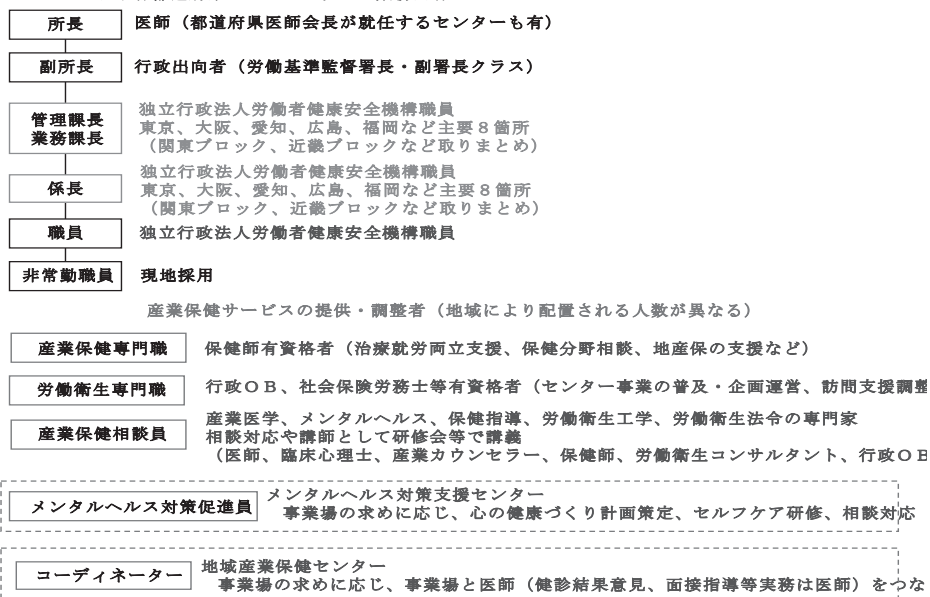 所長
医師（都道府県医師会長が就任するセンターも有）
副所長
行政出向者（労働基準監督署長・副署長クラス）
管理課長
業務課長
独立行政法人労働者健康安全機構職員
東京、大阪、愛知、広島、福岡など主要８箇所
（関東ブロック、近畿ブロックなど取りまとめ）
係長
独立行政法人労働者健康安全機構職員
東京、大阪、愛知、広島、福岡など主要８箇所
（関東ブロック、近畿ブロックなど取りまとめ）
職員
独立行政法人労働者健康安全機構職員
非常勤職員
現地採用
産業保健サービスの提供・調整者（地域により配置される人数が異なる）
産業保健専門職
保健師有資格者（治療就労両立支援、保健分野相談、地産保の支援など）
労働衛生専門職
行政ＯＢ、社会保険労務士等有資格者（センター事業の普及・企画運営、訪問支援調整
産業保健相談員
産業医学、メンタルヘルス、保健指導、労働衛生工学、労働衛生法令の専門家
相談対応や講師として研修会等で講義
（医師、臨床心理士、産業カウンセラー、保健師、労働衛生コンサルタント、行政ＯＢ
メンタルヘルス対策促進員
メンタルヘルス対策支援センター
事業場の求めに応じ、心の健康づくり計画策定、セルフケア研修、相談対応
コーディネーター
地域産業保健センター
事業場の求めに応じ、事業場と医師（健診結果意見、面接指導等実務は医師）をつな